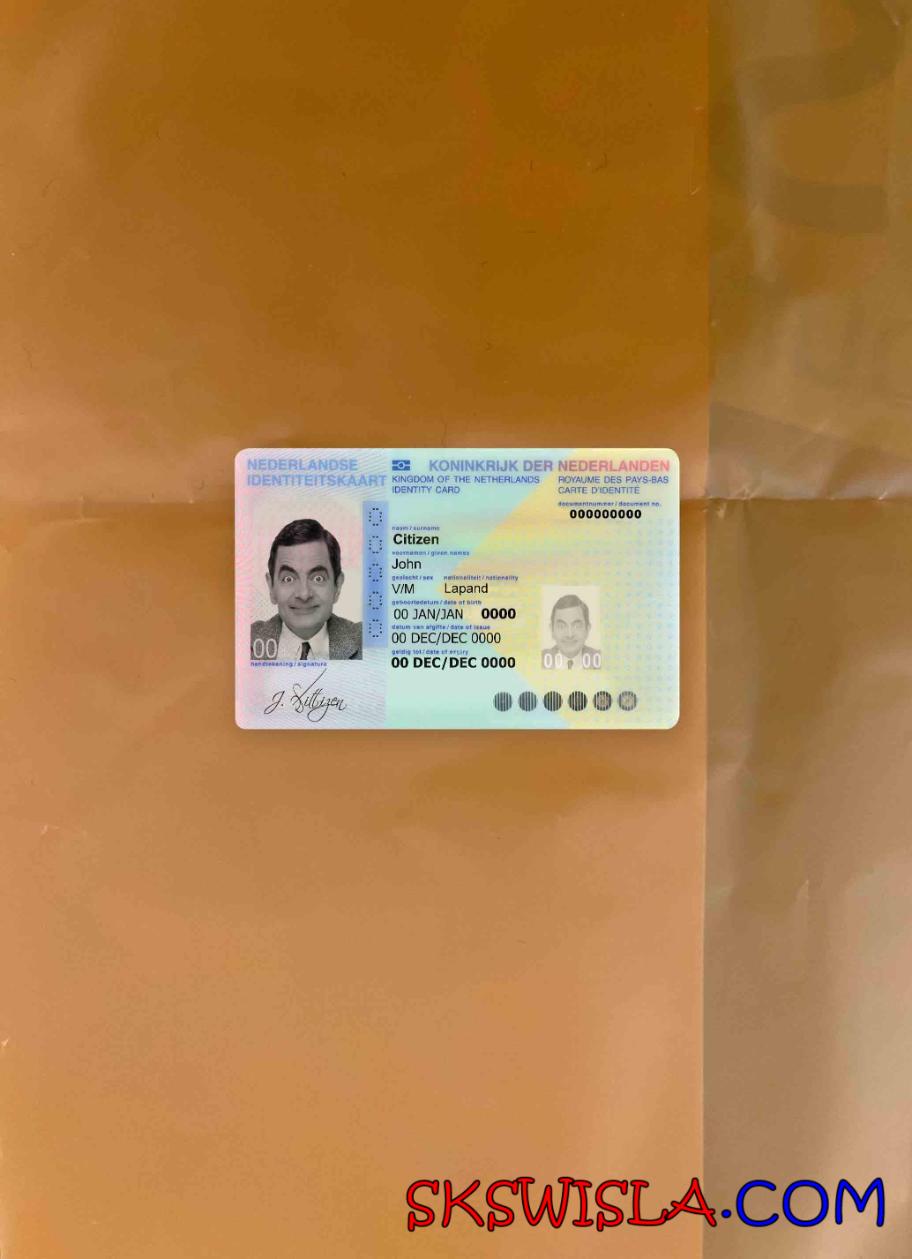 NEDERLANDSE
IDENTITEITSKAART
KONINKRIJK DER NEDERLANDEN
KINGDOM OF THE NETHERLANDS
IDENTITY CARD
ROYAUME DES PAYS-BAS
CARTE D'IDENTITÉ
documentnummer / document no.
000000000
naam / surname
Citizen
voornamen / given names
John
geslacht / sex nationaliteit / nationality
V/M Lapand
geboortedatum / date of birth
00 JAN/JAN 0000
datum van afgifte / date of issue
00 DEC/DEC 0000
geldig tot / date of expiry
00 DEC/DEC 0000
00
00 00
handtekening / signature
SKSWISLA.COM